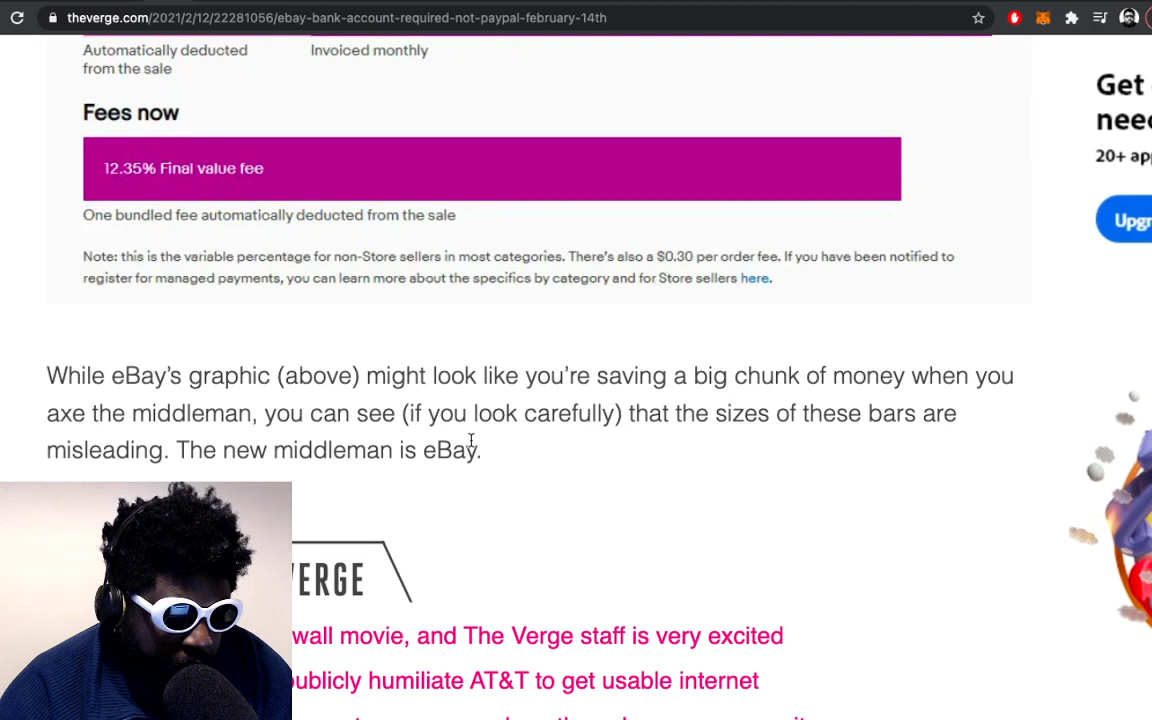 theverge.com/2021/2/12/22281056/ebay-bank-account-required-not-paypal-february-14th
Automatically deducted
from the sale
Invoiced monthly
Fees now
12.35% Final value fee
One bundled fee automatically deducted from the sale
Note: this is the variable percentage for non-Store sellers in most categories. There's also a $0.30 per order fee. If you have been notified to
register for managed payments, you can learn more about the specifics by category and for Store sellers here.
While eBay's graphic (above) might look like you're saving a big chunk of money when you
axe the middleman, you can see (if you look carefully) that the sizes of these bars are
misleading. The new middleman is eBay.
VERGE
wall movie, and The Verge staff is very excited
publicly humiliate AT&T to get usable internet
Get
20+